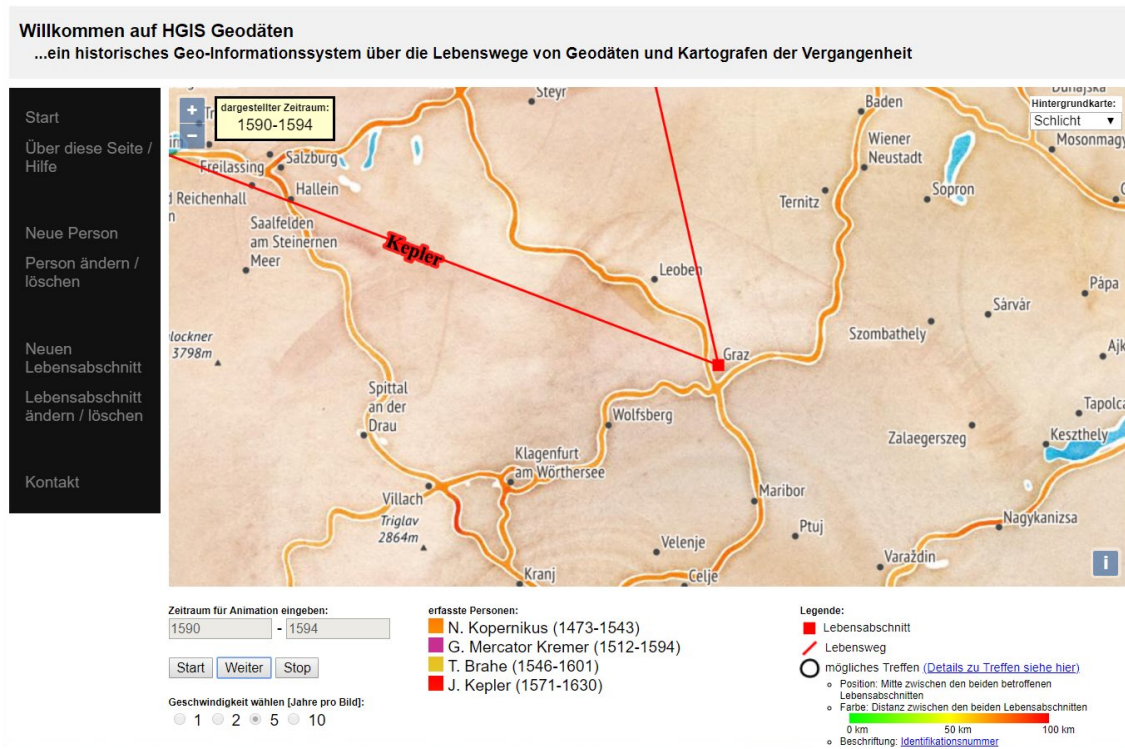 Willkommen auf HGIS Geodäten
...ein historisches Geo-Informationssystem über die Lebenswege von Geodäten und Kartografen der Vergangenheit
Start
Über diese Seite /
Hilfe
Neue Person
Person ändern /
löschen
Neuen
Lebensabschnitt
Lebensabschnitt
ändern / löschen
Kontakt
+
−
dargestellter Zeitraum:
1590-1594
Hintergrundkarte:
Schlicht
Steyr
Baden
Wiener
Neustadt
Mosonmagy
Freilassing
Salzburg
Hallein
d Reichenhall
Saalfelden
am Steinernen
Meer
Ternitz
Sopron
Kepler
Leoben
Pápa
Sárvár
Szombathely
lockner
3798m
Ajk
Graz
Spittal
an der
Drau
Wolfsberg
Tapolca
Zalaegerszeg
Keszthely
Klagenfurt
am Wörthersee
Villach
Triglav
2864m
Maribor
Ptuj
Nagykanizsa
Velenje
Varaždin
Kranj
Celje
i
Zeitraum für Animation eingeben:
1590 - 1594
Start Weiter Stop
Geschwindigkeit wählen [Jahre pro Bild]:
1 2 5 10
erfasste Personen:
N. Kopernikus (1473-1543)
G. Mercator Kremer (1512-1594)
T. Brahe (1546-1601)
J. Kepler (1571-1630)
Legende:
Lebensabschnitt
Lebensweg
mögliches Treffen (Details zu Treffen siehe hier)
Position: Mitte zwischen den beiden betroffenen
Lebensabschnitten
Farbe: Distanz zwischen den beiden Lebensabschnitten
0 km 50 km 100 km
Beschriftung: Identifikationsnummer